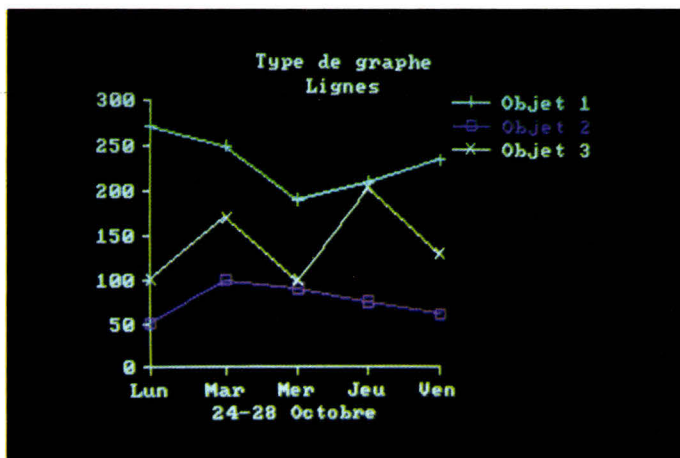 Type de graphe
Lignes
300
250
200
150
100
50
0
Objet 1
Objet 2
Objet 3
Lun Mar Mer Jeu Ven
24-28 Octobre